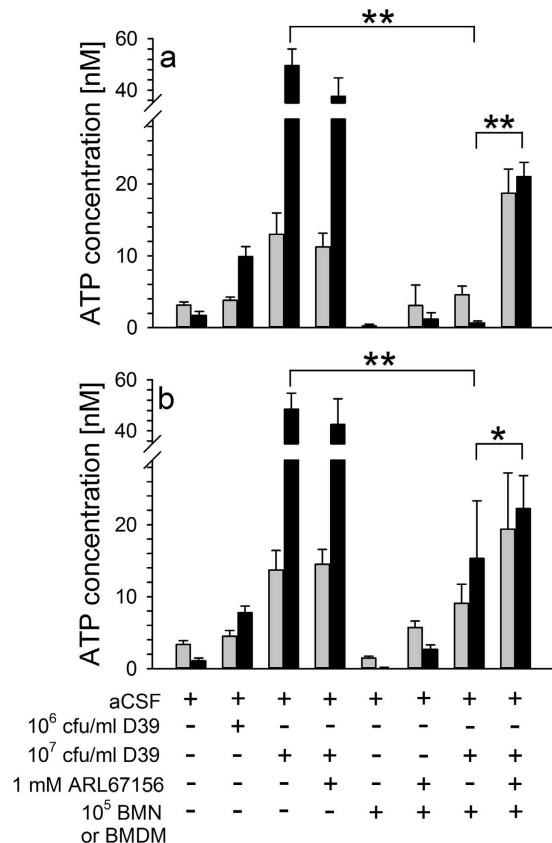 60
a
**
40
**
20
10
0
ATP concentration [nM]
60
b
**
40
*
20
10
0
ATP concentration [nM]
aCSF + + + + + + + +
10⁶ cfu/ml D39 - + - - - - - -
10⁷ cfu/ml D39 - - + + - - + +
1 mM ARL67156 - - - + - + - +
10⁵ BMN - - - - + + + +
or BMDM